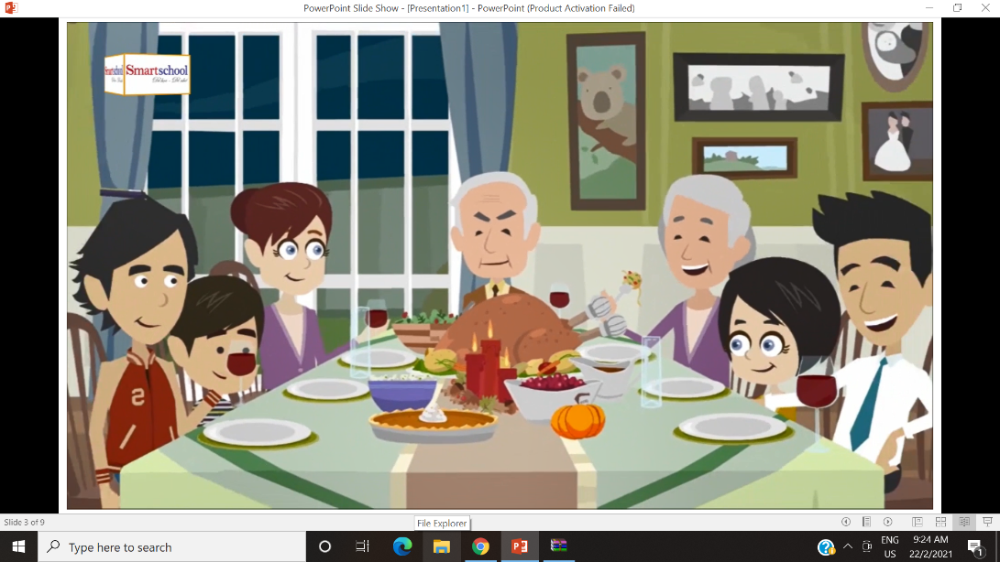 PowerPoint Slide Show - [Presentation1] - PowerPoint (Product Activation Failed)
Smartschool
S
Slide 3 of 9
File Explorer
Type here to search
ENG
US
9:24 AM
22/2/2021
1